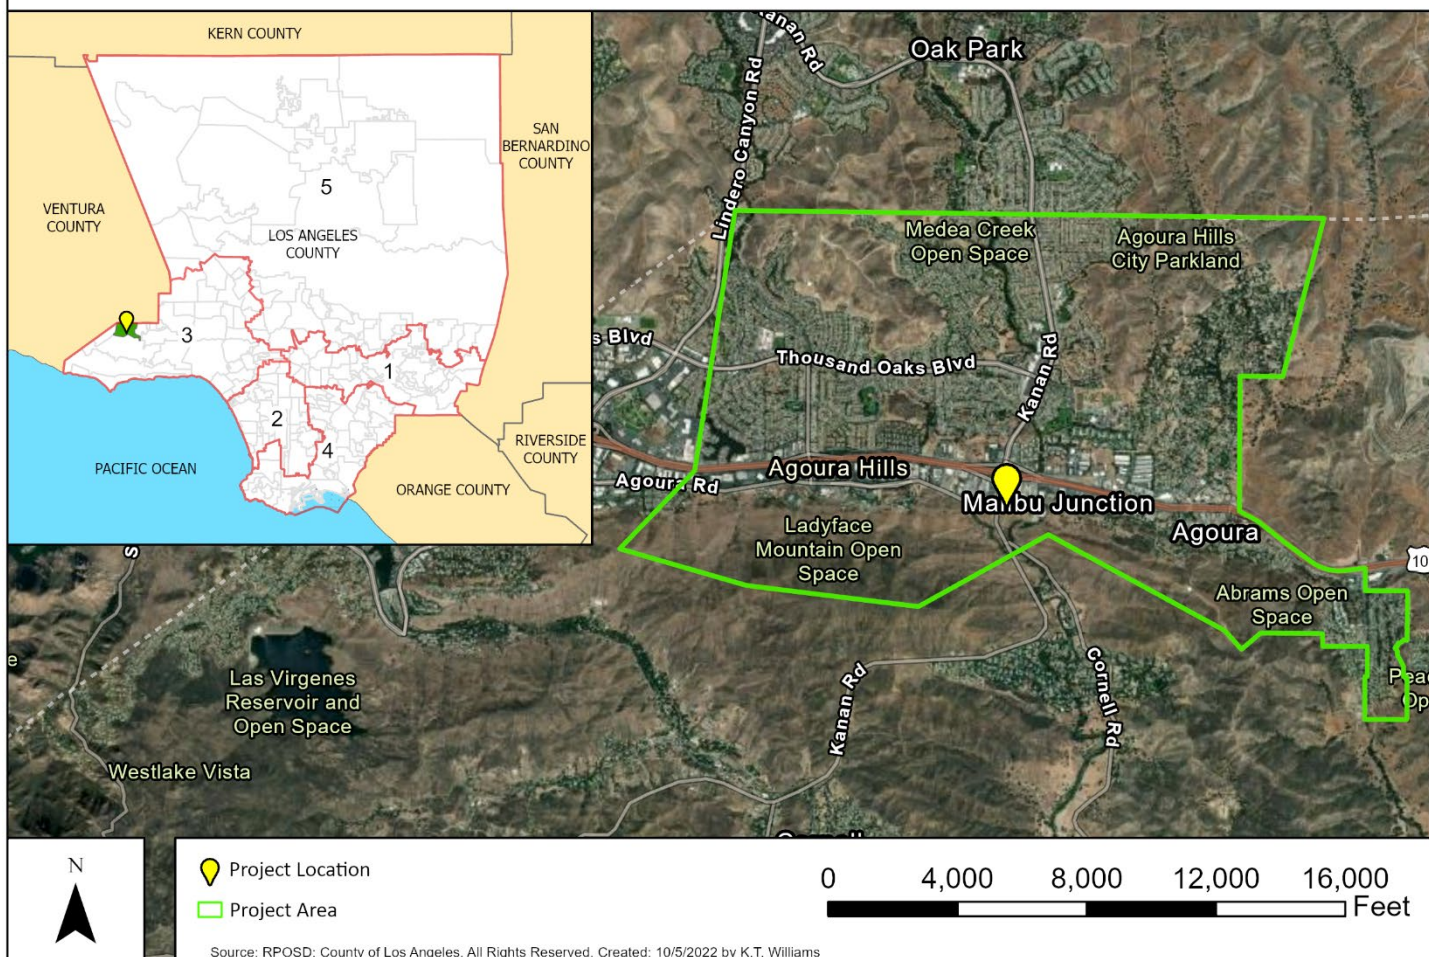 KERN COUNTY
SAN
BERNARDINO
COUNTY
VENTURA
COUNTY
5
LOS ANGELES
COUNTY
3
1
2
4
RIVERSIDE
COUNTY
PACIFIC OCEAN
ORANGE COUNTY
Kanan Rd
Oak Park
Lindero Canyon Rd
Medea Creek
Open Space
Agoura Hills
City Parkland
s Blvd
Thousand Oaks Blvd
Kanan Rd
Agoura Hills
Agoura Rd
Malibu Junction
Ladyface
Mountain Open
Space
Agoura
10
Abrams Open
Space
s
e
Las Virgenes
Reservoir and
Open Space
Kanan Rd
Cornell Rd
Peac
Op
Westlake Vista
N
Project Location
Project Area
0 4,000 8,000 12,000 16,000
Feet
Source: RPOSD; County of Los Angeles, All Rights Reserved, Created: 10/5/2022 by K.T. Williams